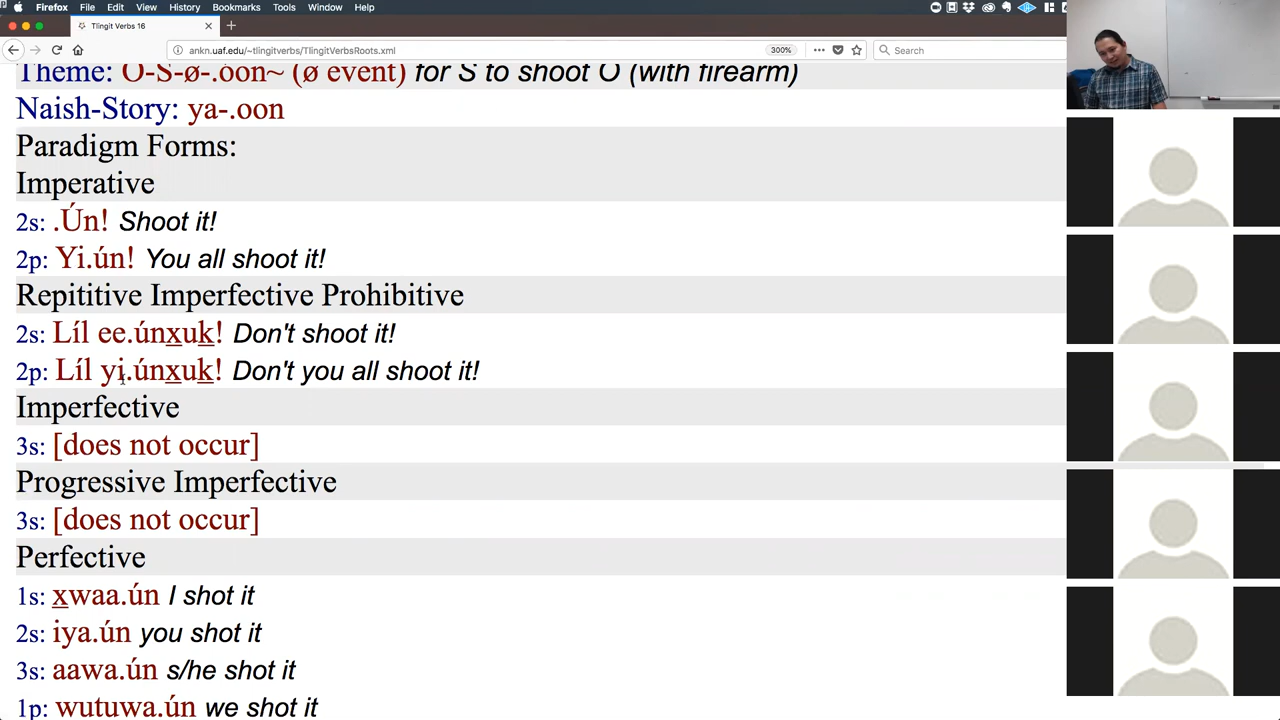 Firefox File Edit View History Bookmarks Tools Window Help
Tlingit Verbs 16
ankn.uaf.edu/~tlingitverbs/TlingitVerbsRoots.xml 300% Search
Theme: O-S-ø-.oon~ (ø event) for S to shoot O (with firearm)
Naish-Story: ya-.oon
Paradigm Forms:
Imperative
2s: .Ún! Shoot it!
2p: Yi.ún! You all shoot it!
Repititive Imperfective Prohibitive
2s: Líl ee.únx̲uk̲! Don't shoot it!
2p: Líl yi.únx̲uk̲! Don't you all shoot it!
Imperfective
3s: [does not occur]
Progressive Imperfective
3s: [does not occur]
Perfective
1s: x̲waa.ún I shot it
2s: iya.ún you shot it
3s: aawa.ún s/he shot it
1p: wutuwa.ún we shot it